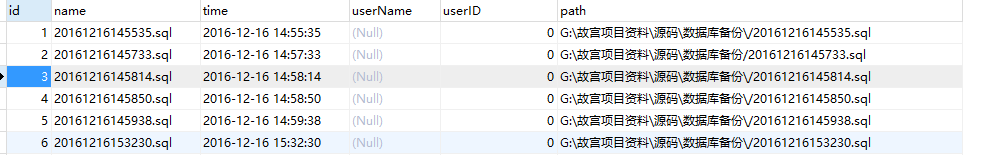 id name time userName userID path
1 20161216145535.sql 2016-12-16 14:55:35 (Null) 0 G:\故宫项目资料\源码\数据库备份\/20161216145535.sql
2 20161216145733.sql 2016-12-16 14:57:33 (Null) 0 G:\故宫项目资料\源码\数据库备份/20161216145733.sql
3 20161216145814.sql 2016-12-16 14:58:14 (Null) 0 G:\故宫项目资料\源码\数据库备份\/20161216145814.sql
4 20161216145850.sql 2016-12-16 14:58:50 (Null) 0 G:\故宫项目资料\源码\数据库备份\/20161216145850.sql
5 20161216145938.sql 2016-12-16 14:59:38 (Null) 0 G:\故宫项目资料\源码\数据库备份\/20161216145938.sql
6 20161216153230.sql 2016-12-16 15:32:30 (Null) 0 G:\故宫项目资料\源码\数据库备份\/20161216153230.sql